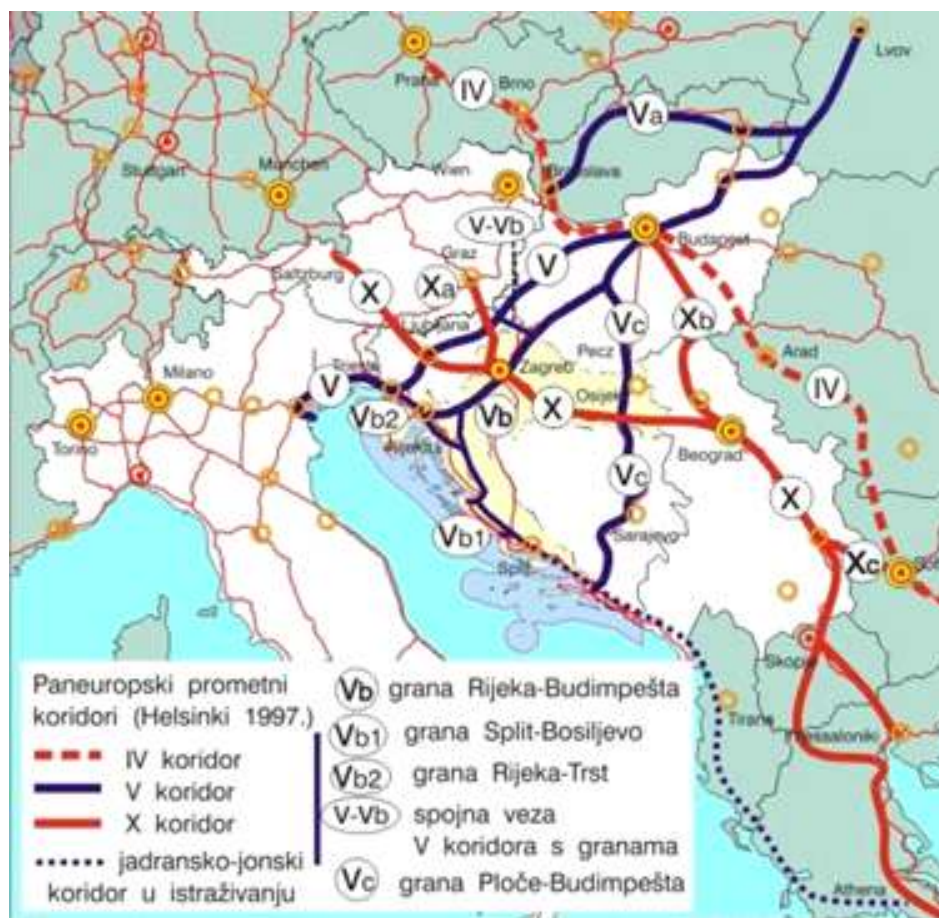 Lvov
Praha
IV
Brno
Va
Stuttgart
München
Wien
Bratislava
V-Vb
Budapest
Graz
V
Salzburg
X
Xa
Ljubljana
Vc
Xb
Pecz
Arad
Milano
Trieste
Zagreb
V
IV
Vb2
Vb
X
Osijek
Torino
Rijeka
Beograd
Vc
X
Vb1
Sarajevo
Split
Xc
Skopje
Tirana
Thessaloniki
Athena
Paneuropski prometni
koridori (Helsinki 1997.)
IV koridor
V koridor
X koridor
jadransko-jonski
koridor u istraživanju
Vb grana Rijeka-Budimpešta
Vb1 grana Split-Bosiljevo
Vb2 grana Rijeka-Trst
V-Vb spojna veza
V koridora s granama
Vc grana Ploče-Budimpešta